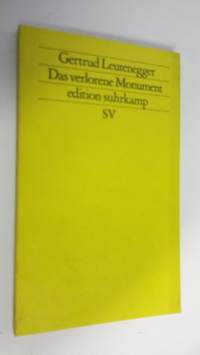 Gertrud Leutenegger
Das verlorene Monument
edition suhrkamp
SV